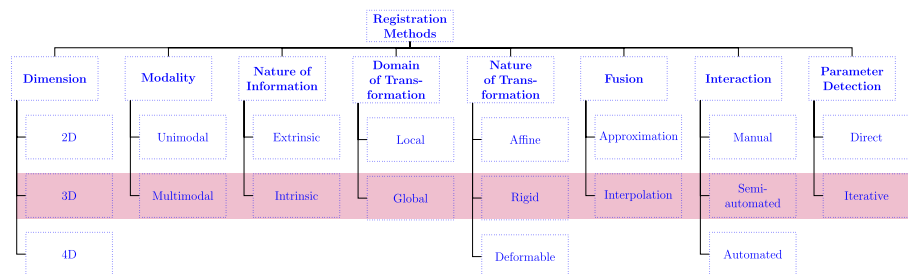 Registration
Methods
Dimension
Modality
Nature of
Information
Domain
of Trans-
formation
Nature
of Trans-
formation
Fusion
Interaction
Parameter
Detection
2D
Unimodal
Extrinsic
Local
Affine
Approximation
Manual
Direct
3D
Multimodal
Intrinsic
Global
Rigid
Interpolation
Semi-
automated
Iterative
4D
Deformable
Automated